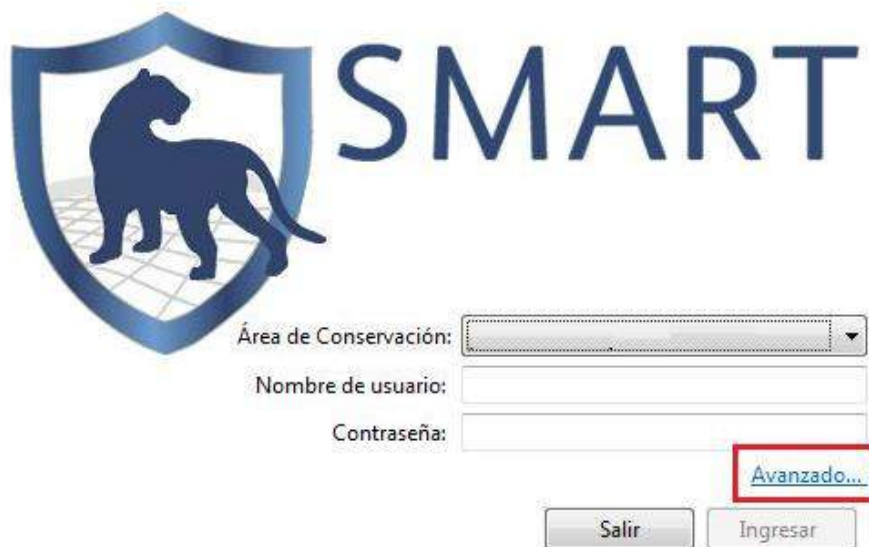 SMART
Área de Conservación:
Nombre de usuario:
Contraseña:
Avanzado...
Salir
Ingresar